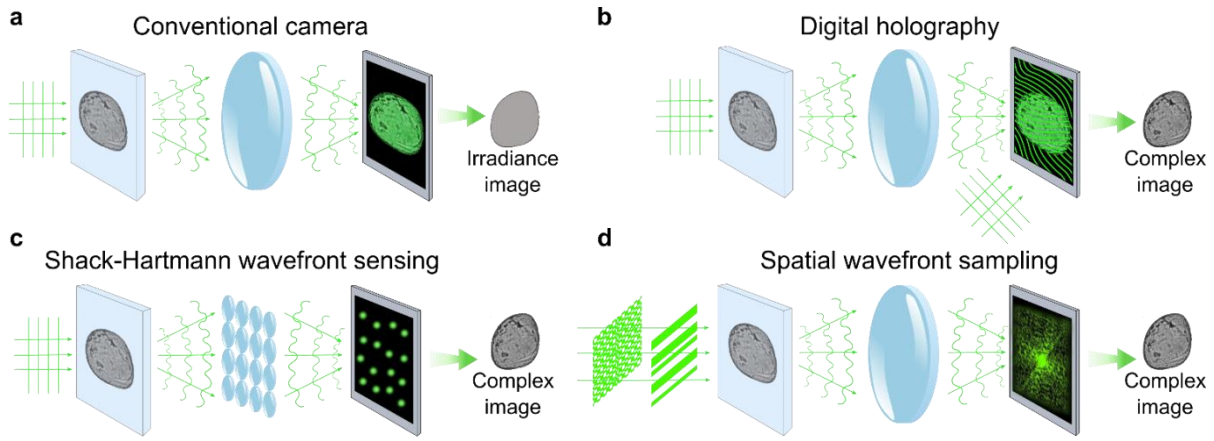 a
Conventional camera
Irradiance
image
b
Digital holography
Complex
image
c
Shack-Hartmann wavefront sensing
Complex
image
d
Spatial wavefront sampling
Complex
image